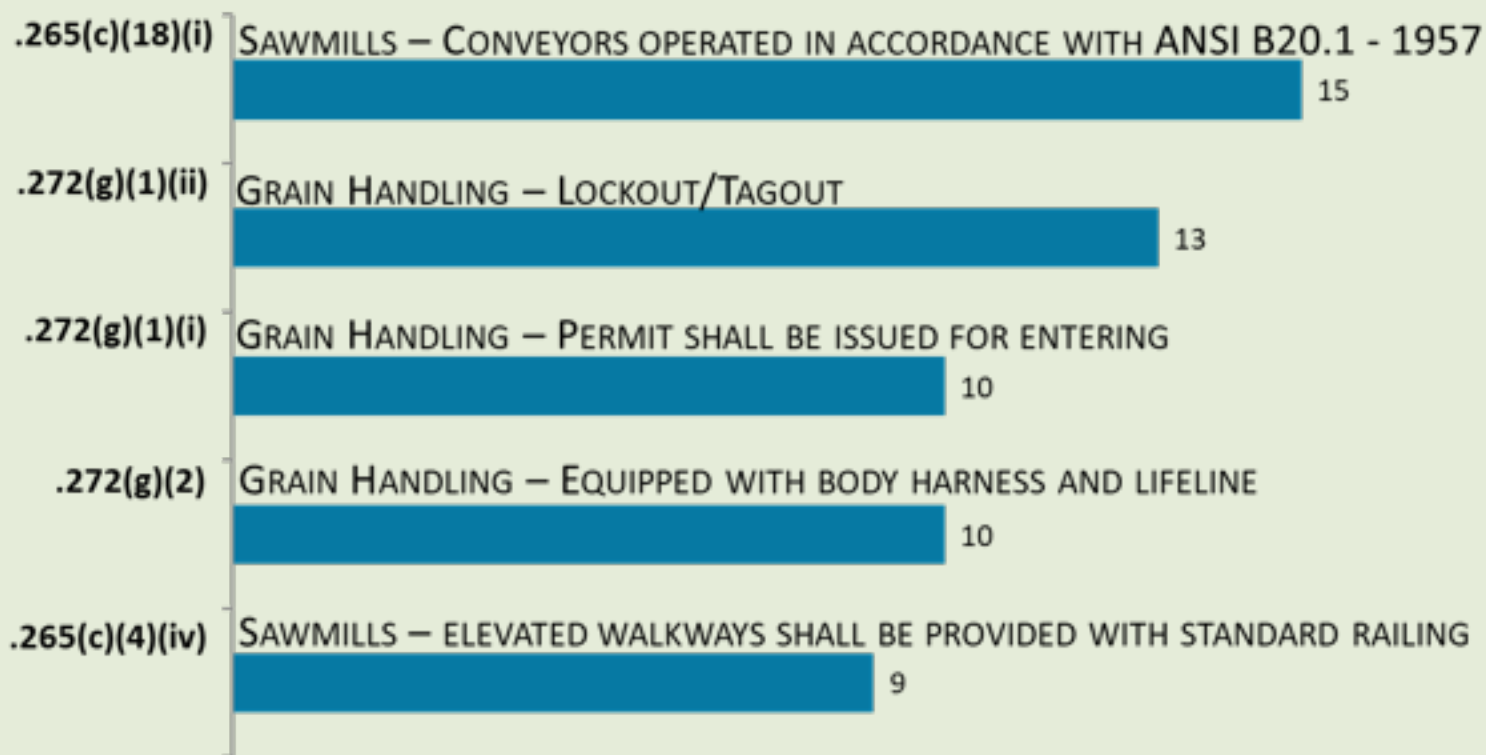 .265(c)(18)(i) Sawmills – Conveyors operated in accordance with ANSI B20.1 - 1957
15
.272(g)(1)(ii) Grain Handling – Lockout/Tagout
13
.272(g)(1)(i) Grain Handling – Permit shall be issued for entering
10
.272(g)(2) Grain Handling – Equipped with body harness and lifeline
10
.265(c)(4)(iv) Sawmills – elevated walkways shall be provided with standard railing
9